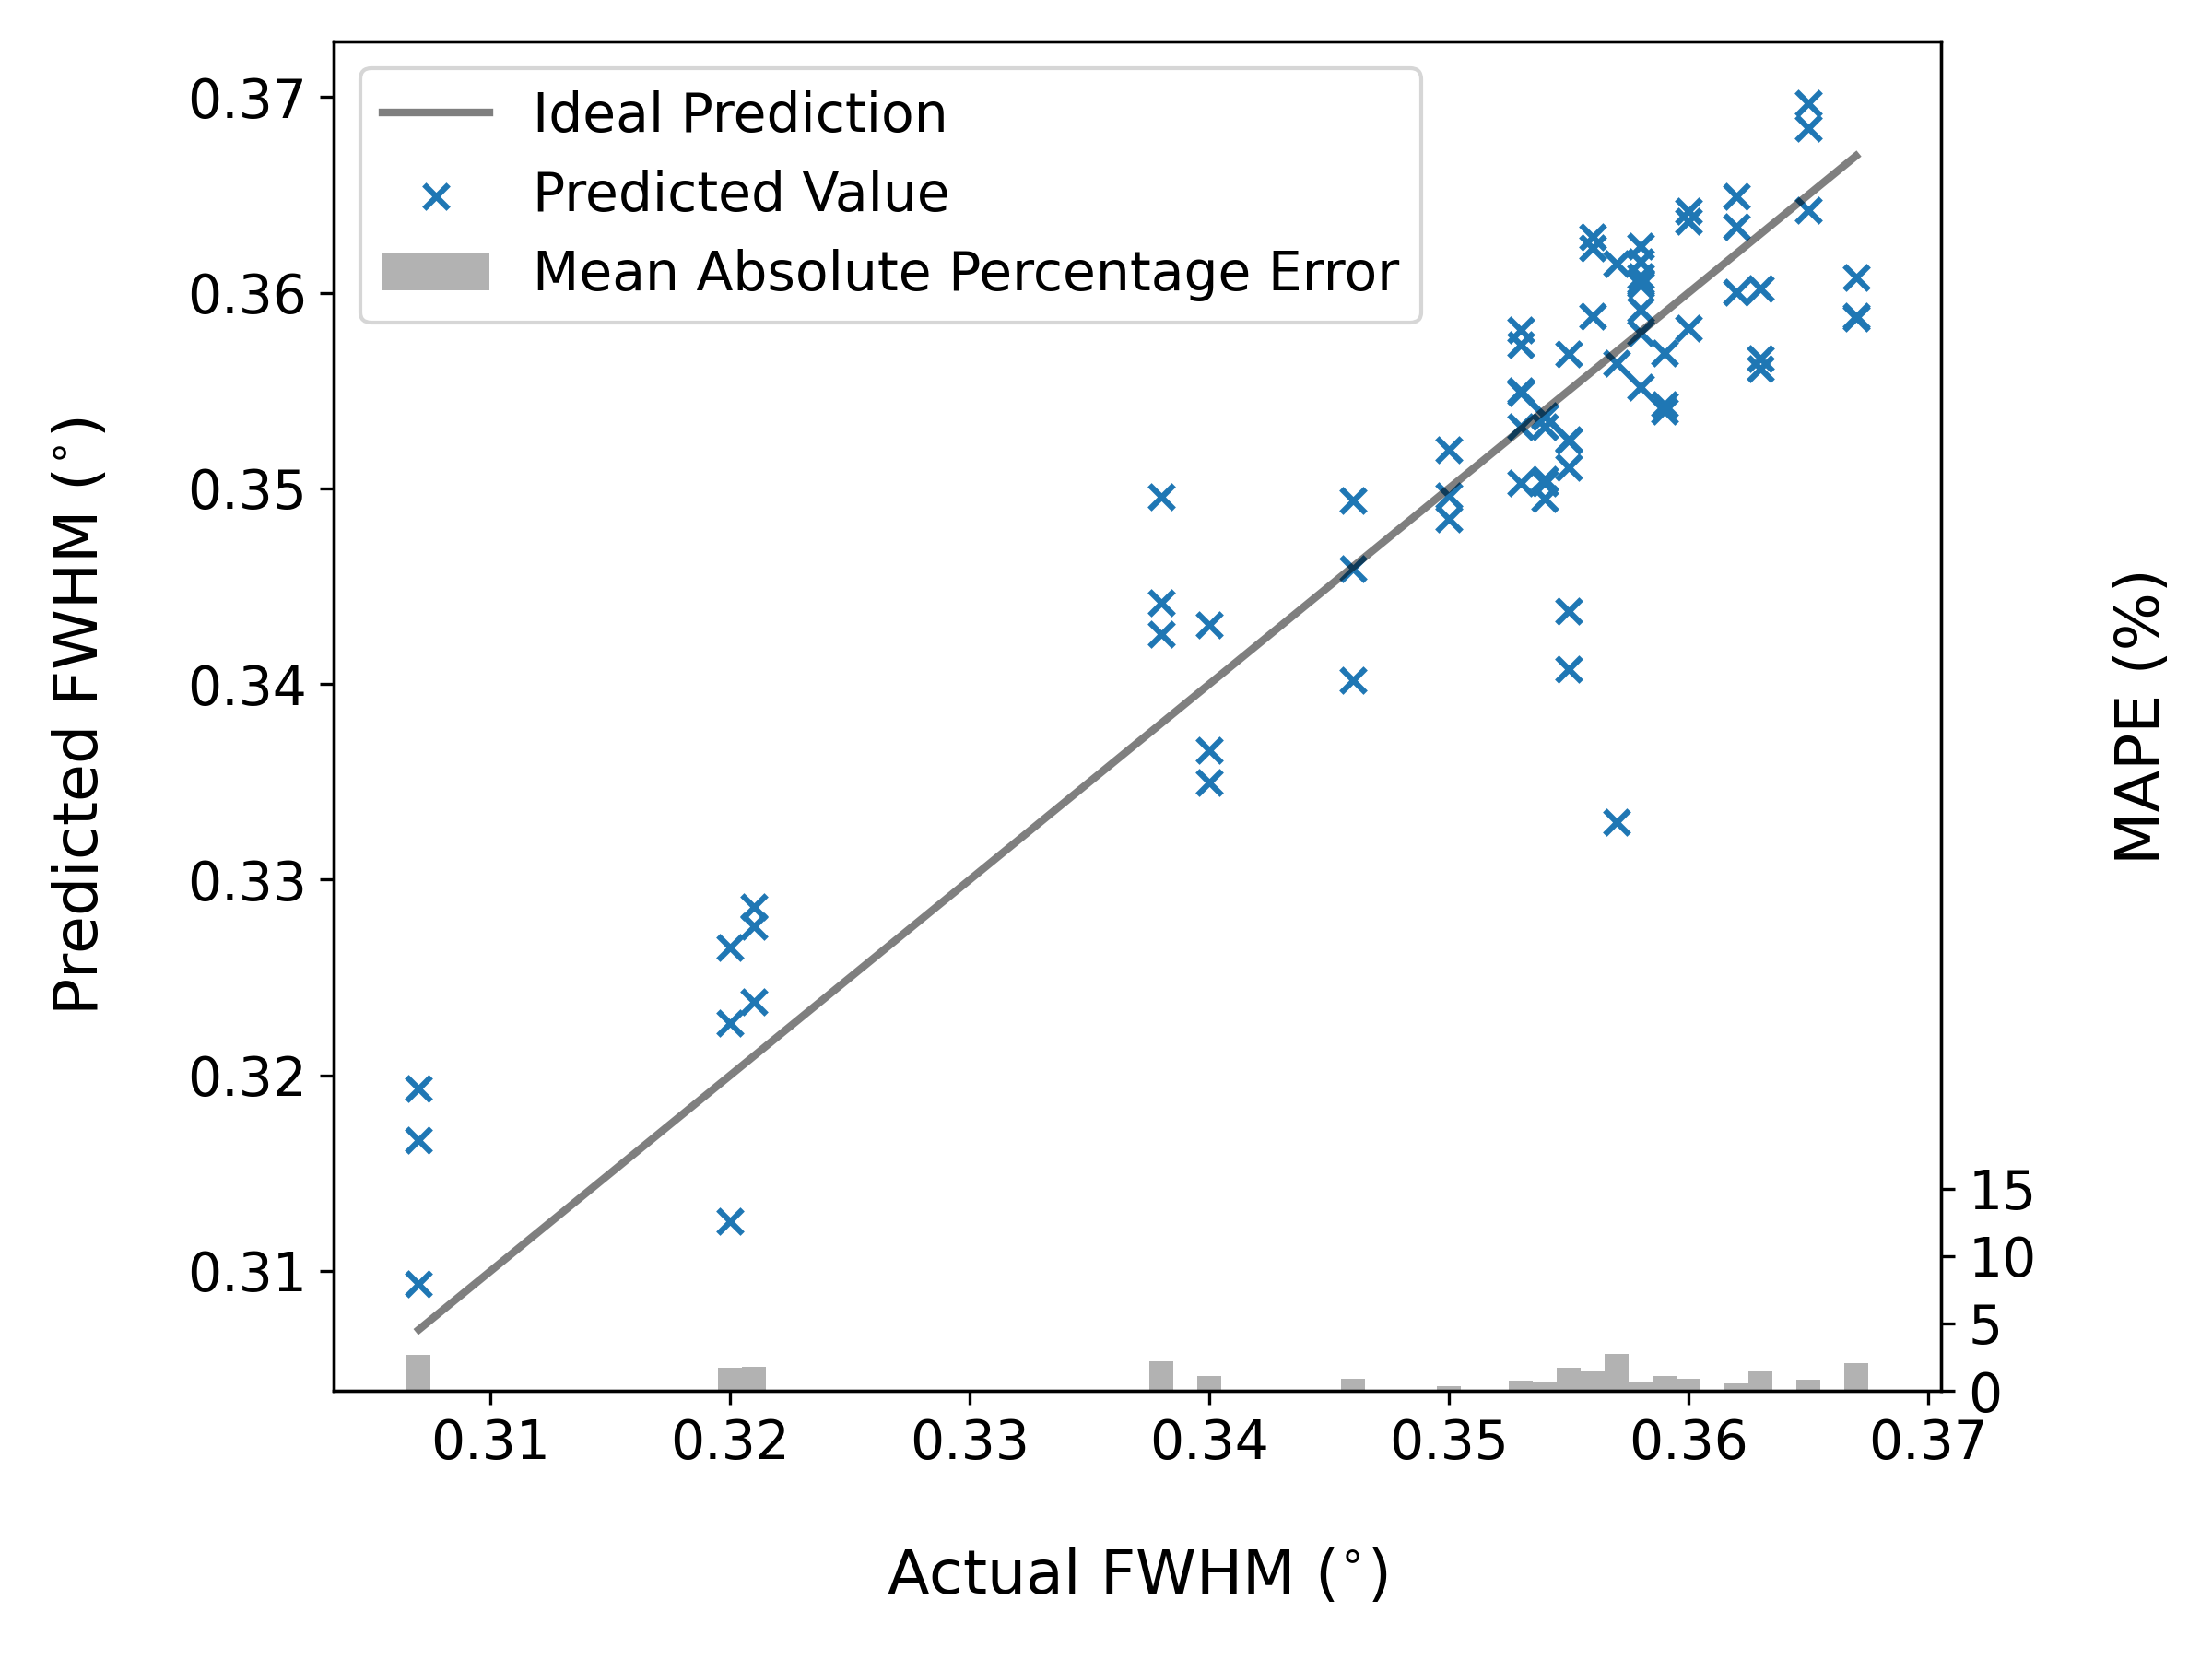 Ideal Prediction
Predicted Value
Mean Absolute Percentage Error
0.37
0.36
0.35
0.34
0.33
0.32
0.31
Predicted FWHM (°)
15
10
5
0
MAPE (%)
0.31 0.32 0.33 0.34 0.35 0.36 0.37
Actual FWHM (°)